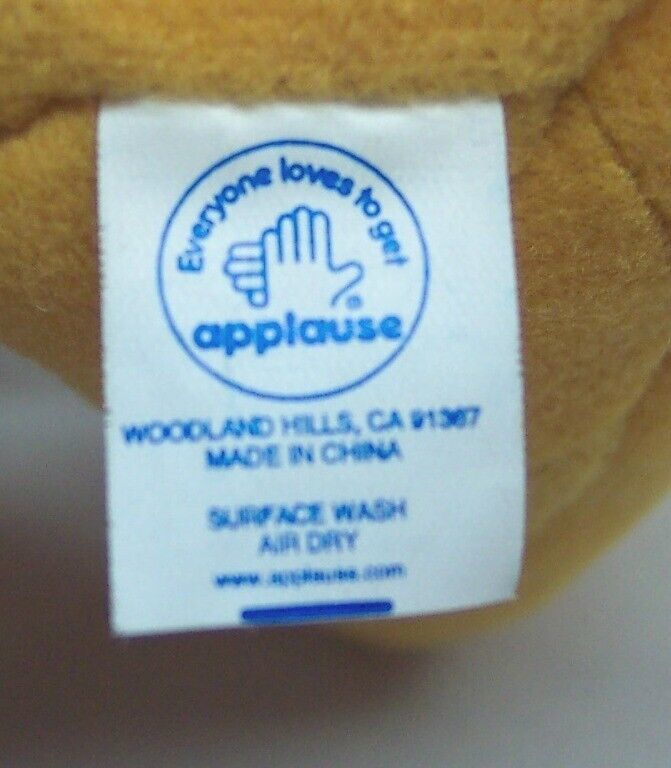 Everyone loves to get
®
applause
WOODLAND HILLS, CA 91367
MADE IN CHINA
SURFACE WASH
AIR DRY
www.applause.com